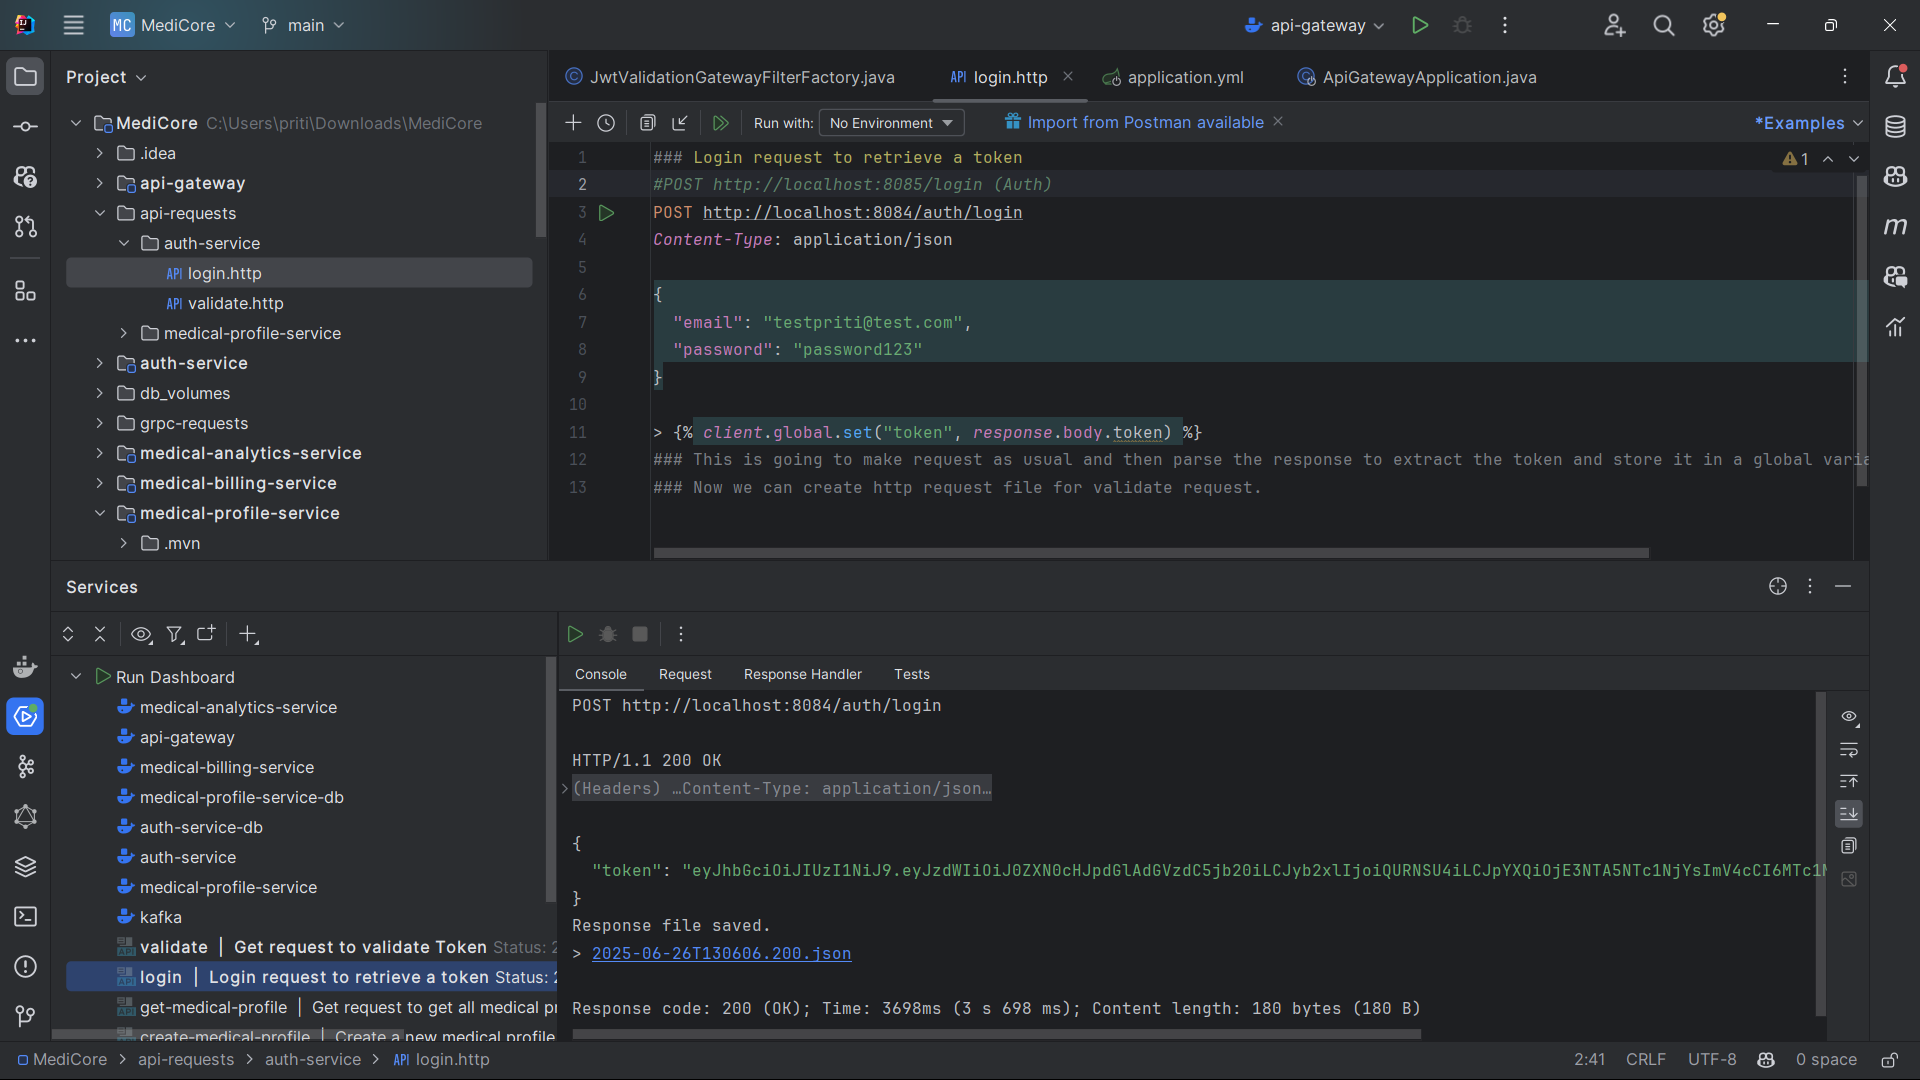 MC MediCore main api-gateway
Project
MediCore C:\Users\priti\Downloads\MediCore
.idea
api-gateway
api-requests
auth-service
API login.http
API validate.http
medical-profile-service
auth-service
db_volumes
grpc-requests
medical-analytics-service
medical-billing-service
medical-profile-service
.mvn
JwtValidationGatewayFilterFactory.java API login.http application.yml ApiGatewayApplication.java
Run with: No Environment Import from Postman available *Examples
1 ### Login request to retrieve a token
1
2 #POST http://localhost:8085/login (Auth)
3 POST http://localhost:8084/auth/login
4 Content-Type: application/json
5
6 {
7 "email": "testpriti@test.com",
8 "password": "password123"
9 }
10
11 > {% client.global.set("token", response.body.token) %}
12 ### This is going to make request as usual and then parse the response to extract the token and store it in a global varia
13 ### Now we can create http request file for validate request.
Services
Run Dashboard
medical-analytics-service
api-gateway
medical-billing-service
medical-profile-service-db
auth-service-db
auth-service
medical-profile-service
kafka
API validate | Get request to validate Token Status: 2
API login | Login request to retrieve a token Status: 2
API get-medical-profile | Get request to get all medical pr
API create-medical-profile | Create a new medical profile
Console Request Response Handler Tests
POST http://localhost:8084/auth/login
HTTP/1.1 200 OK
(Headers) …Content-Type: application/json…
{
"token": "eyJhbGciOiJIUzI1NiJ9.eyJzdWIiOiJ0ZXN0cHJpdGlAdGVzdC5jb20iLCJyb2xlIjoiQURNSU4iLCJpYXQiOjE3NTA5NTc1NjYsImV4cCI6MTc1N
}
Response file saved.
> 2025-06-26T130606.200.json
Response code: 200 (OK); Time: 3698ms (3 s 698 ms); Content length: 180 bytes (180 B)
MediCore > api-requests > auth-service > API login.http
2:41 CRLF UTF-8 0 space